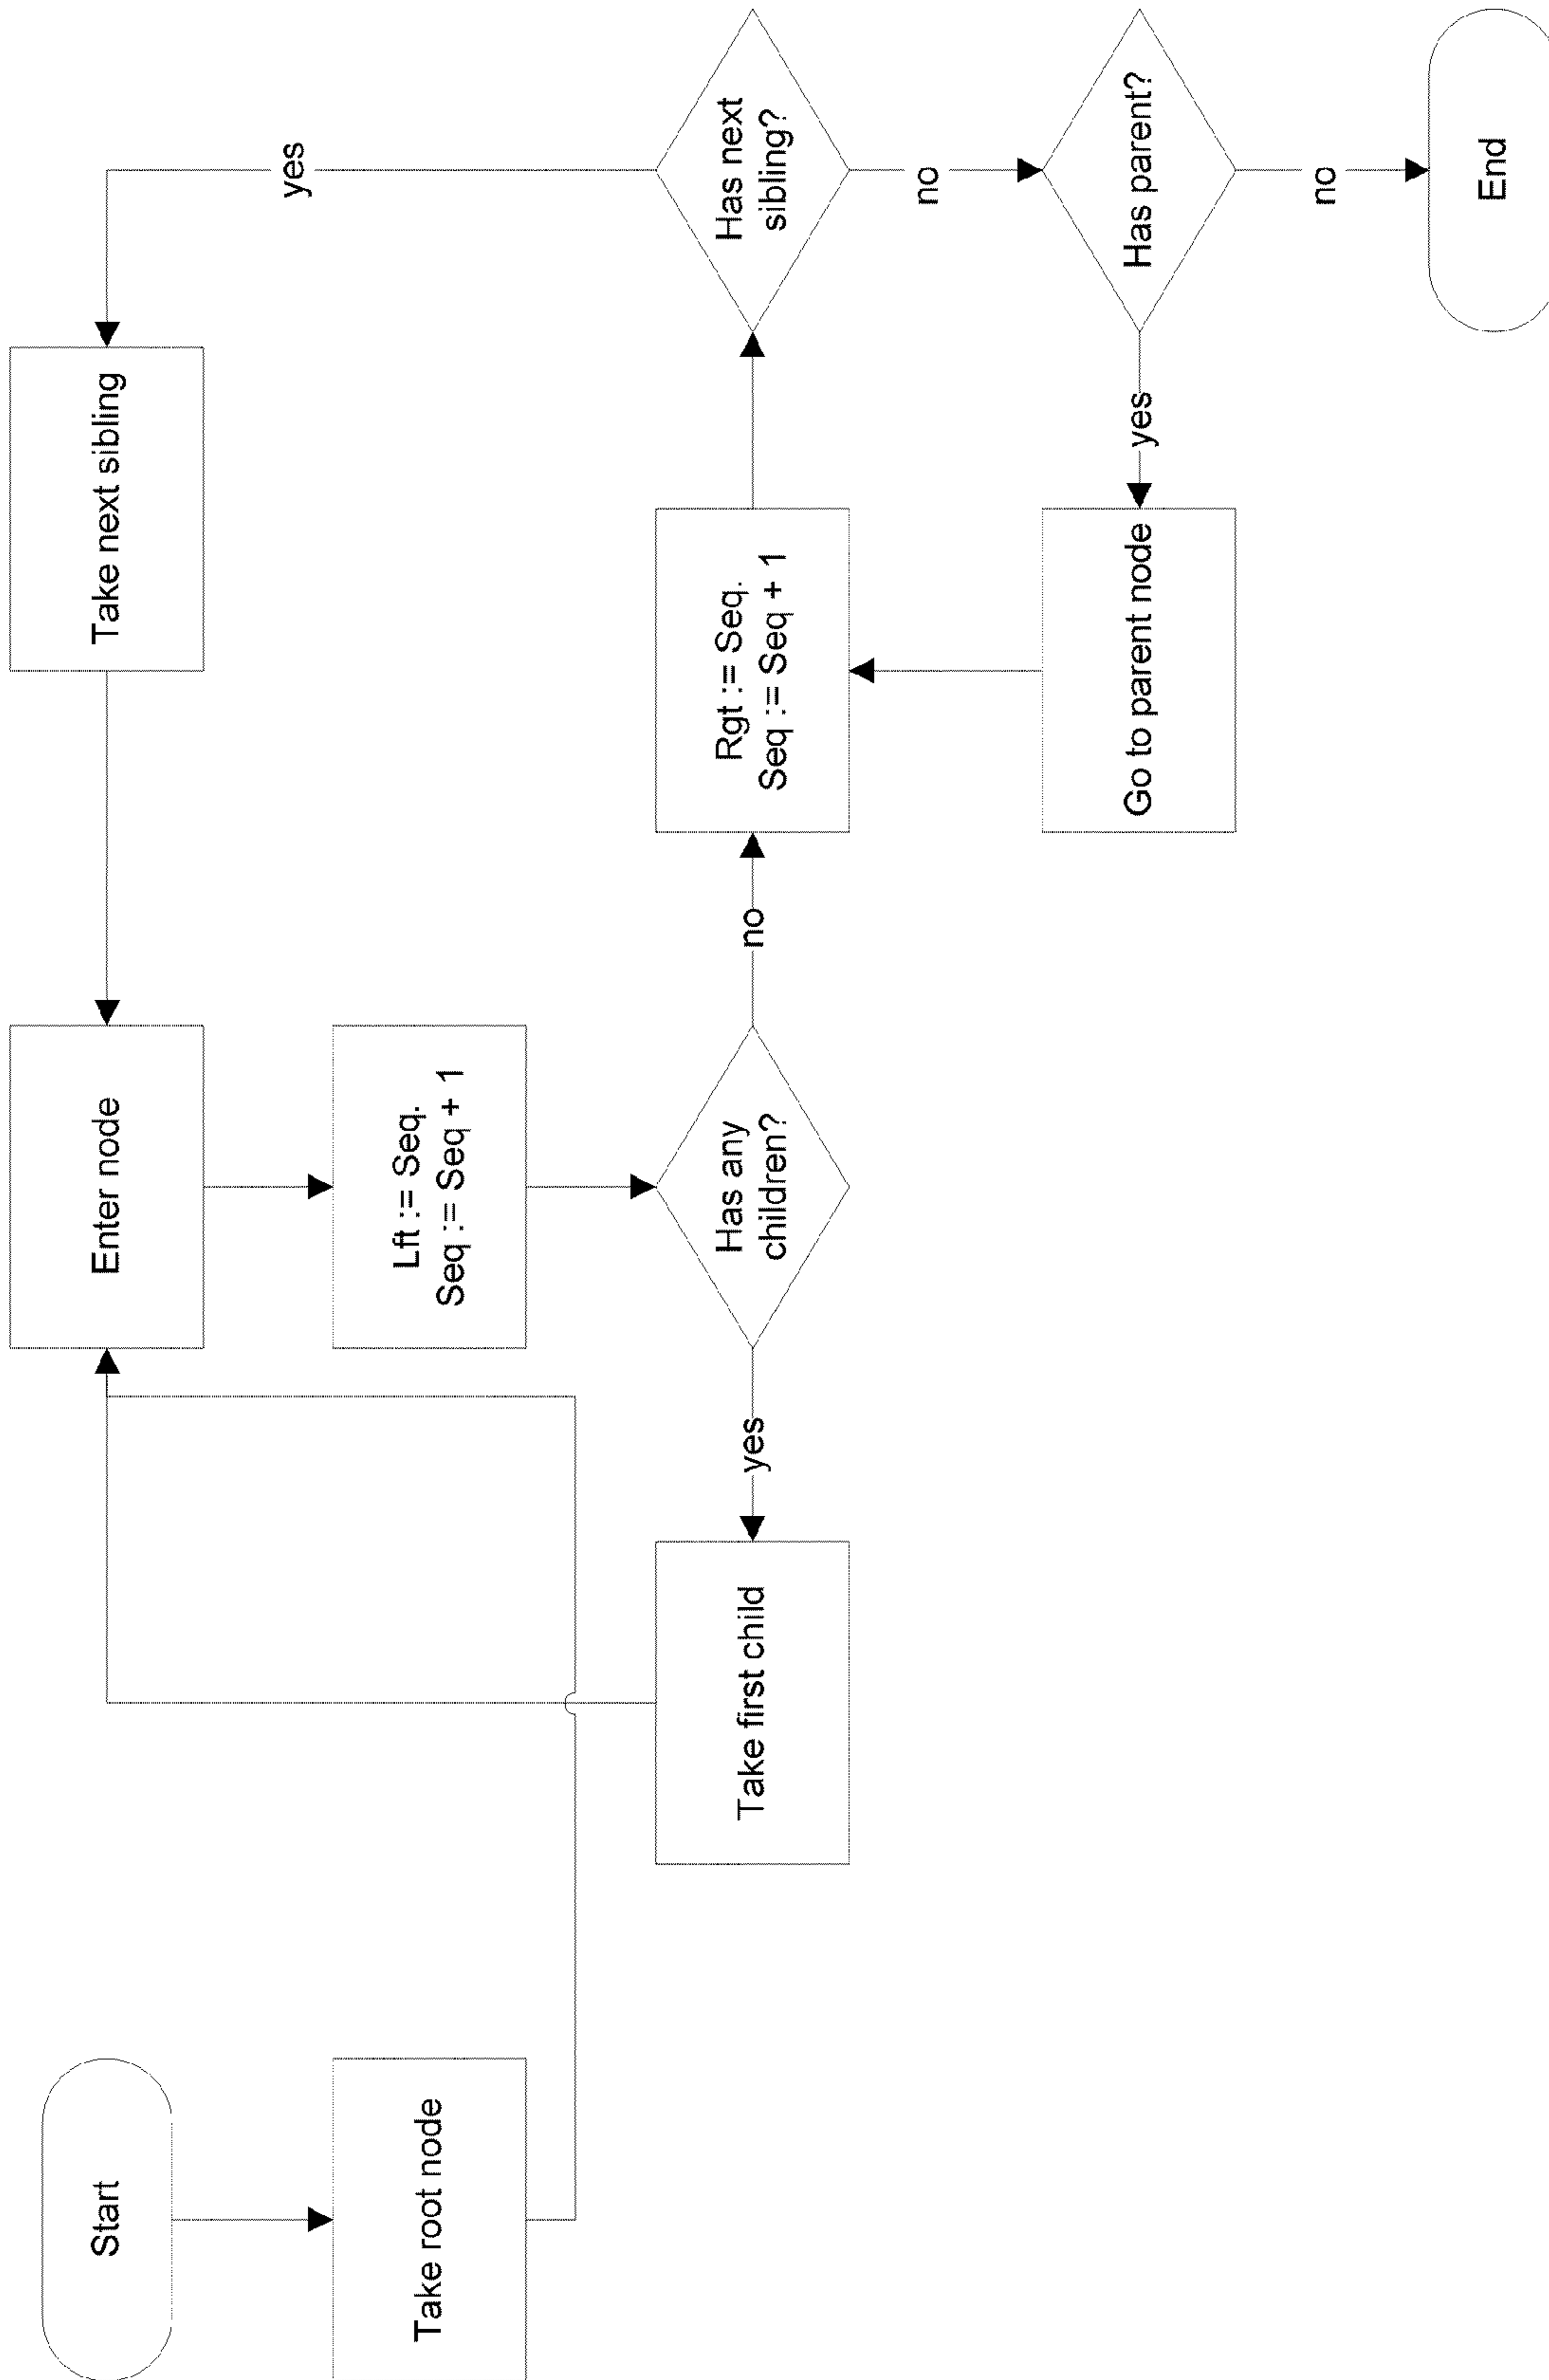 Start
Take root node
Enter node
Lft := Seq.
Seq := Seq + 1
Has any
children?
yes
Take first child
no
Rgt := Seq.
Seq := Seq + 1
Has next
sibling?
yes
Take next sibling
no
Has parent?
yes
Go to parent node
no
End